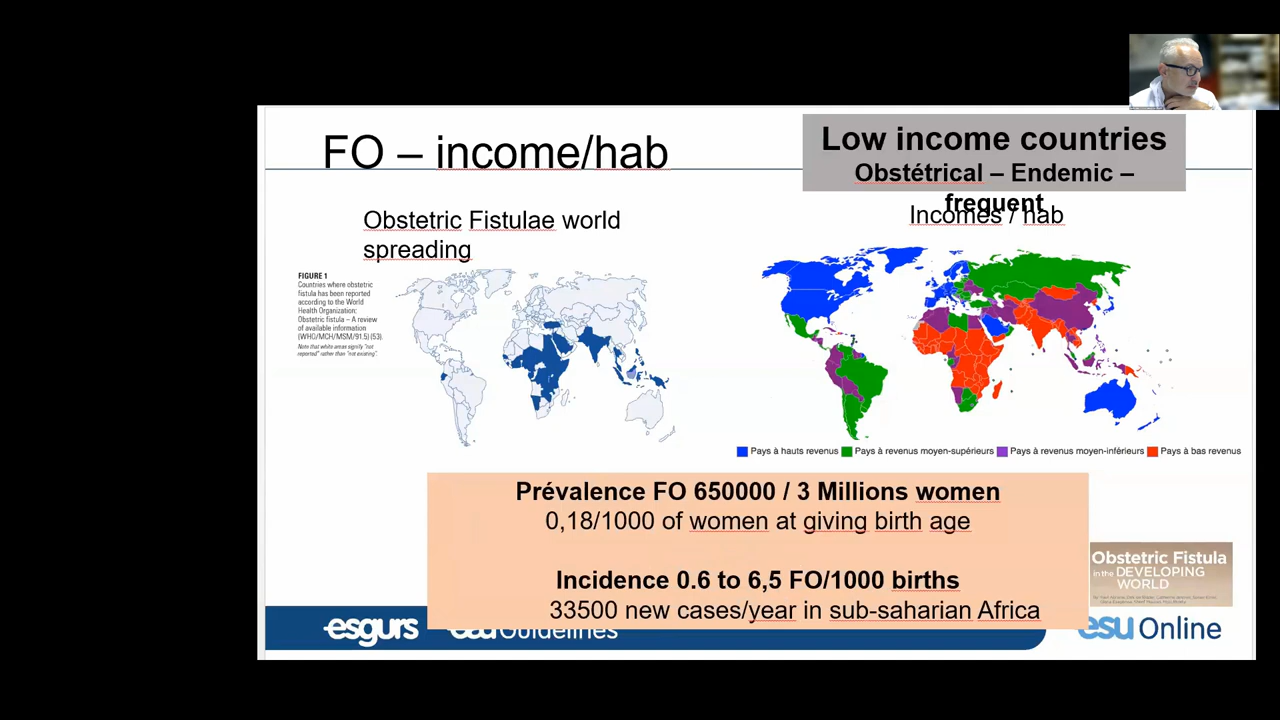 FO – income/hab
Low income countries
Obstétrical – Endemic –
frequent
Incomes / hab
Obstetric Fistulae world
spreading
FIGURE 1
Countries where obstetric
fistula has been reported
according to the World
Health Organization:
Obstetric fistula – A review
of available information
(WHO/MCH/MSM/91.5) (53).
Note that white areas signify "not
reported" rather than "not existing".
Pays à hauts revenus
Pays à revenus moyen-supérieurs
Pays à revenus moyen-inférieurs
Pays à bas revenus
Prévalence FO 650000 / 3 Millions women
0,18/1000 of women at giving birth age
Incidence 0.6 to 6,5 FO/1000 births
33500 new cases/year in sub-saharian Africa
Obstetric Fistula
in the DEVELOPING
WORLD
esgurs
Guidelines
esu Online